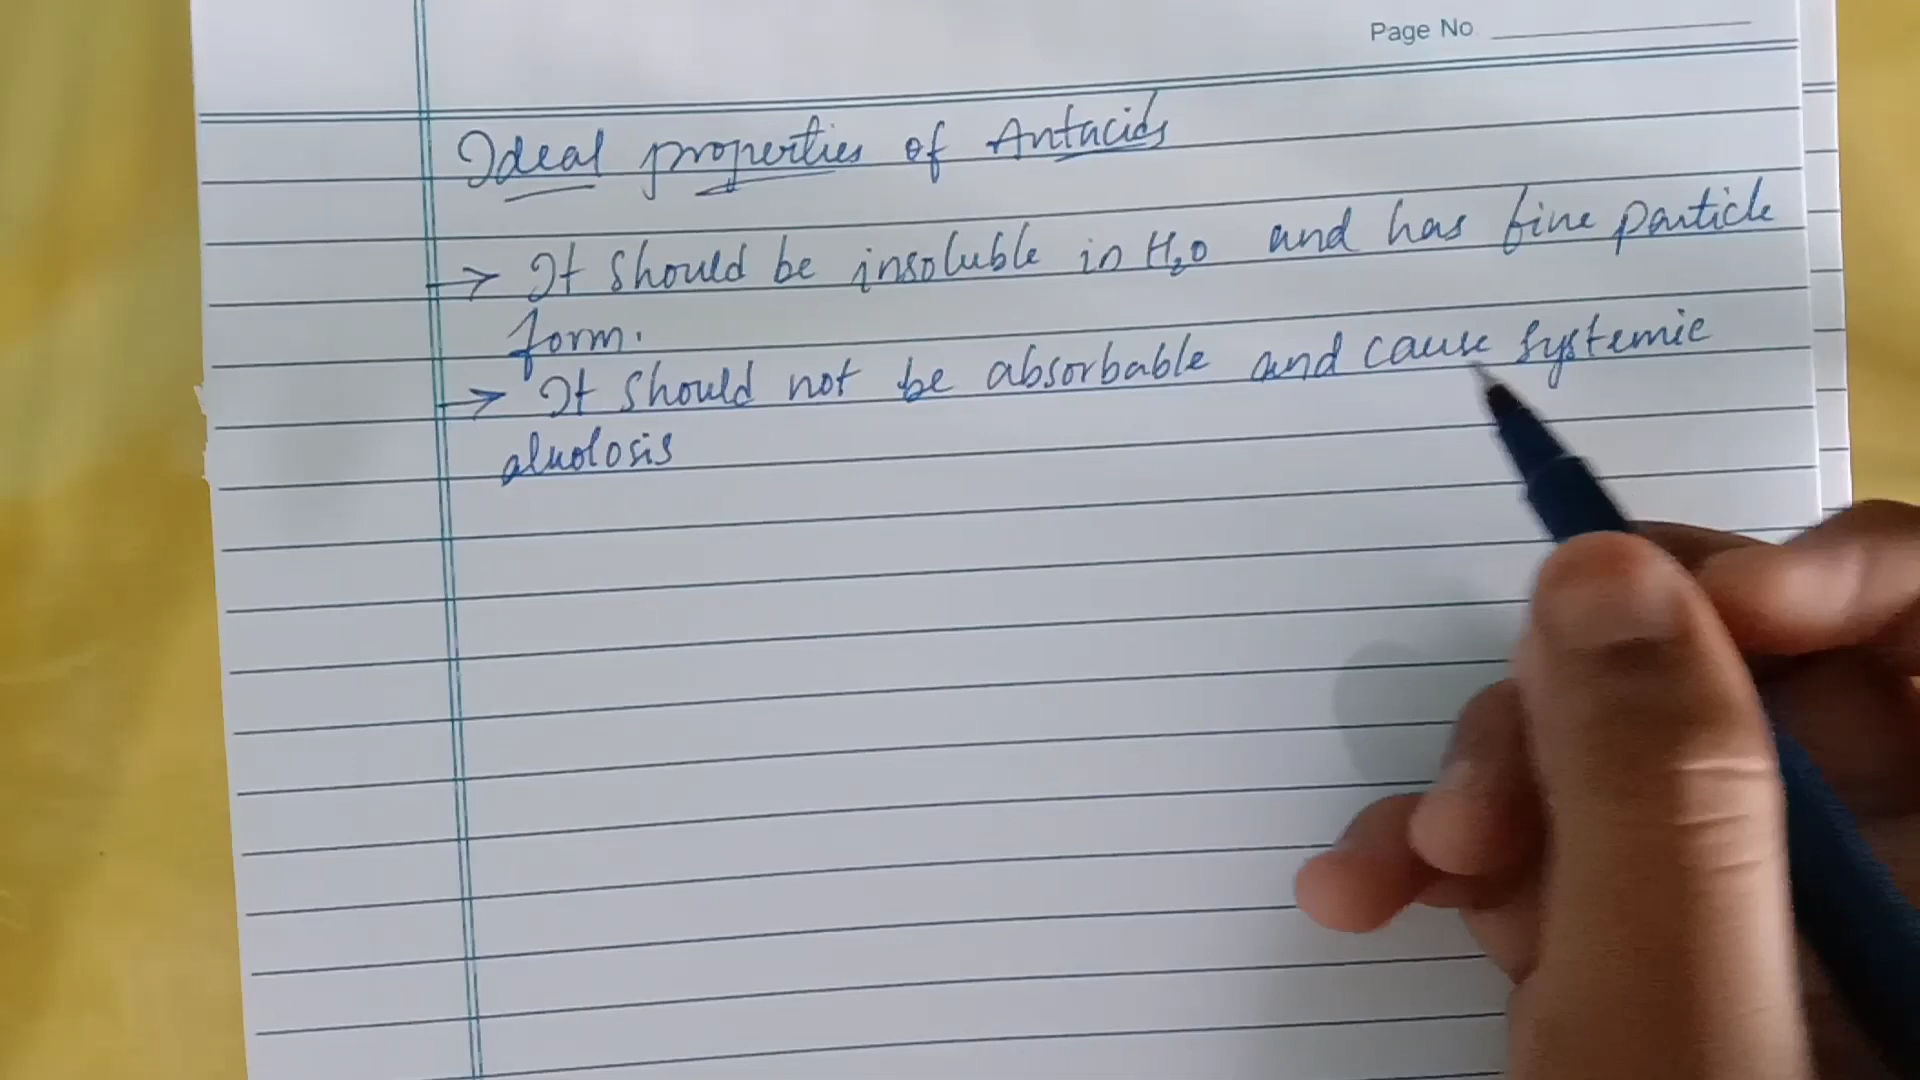 Page No
Ideal properties of Antacids
→ It should be insoluble in H₂O and has fine particle
form.
→ It should not be absorbable and cause systemic
alkolosis